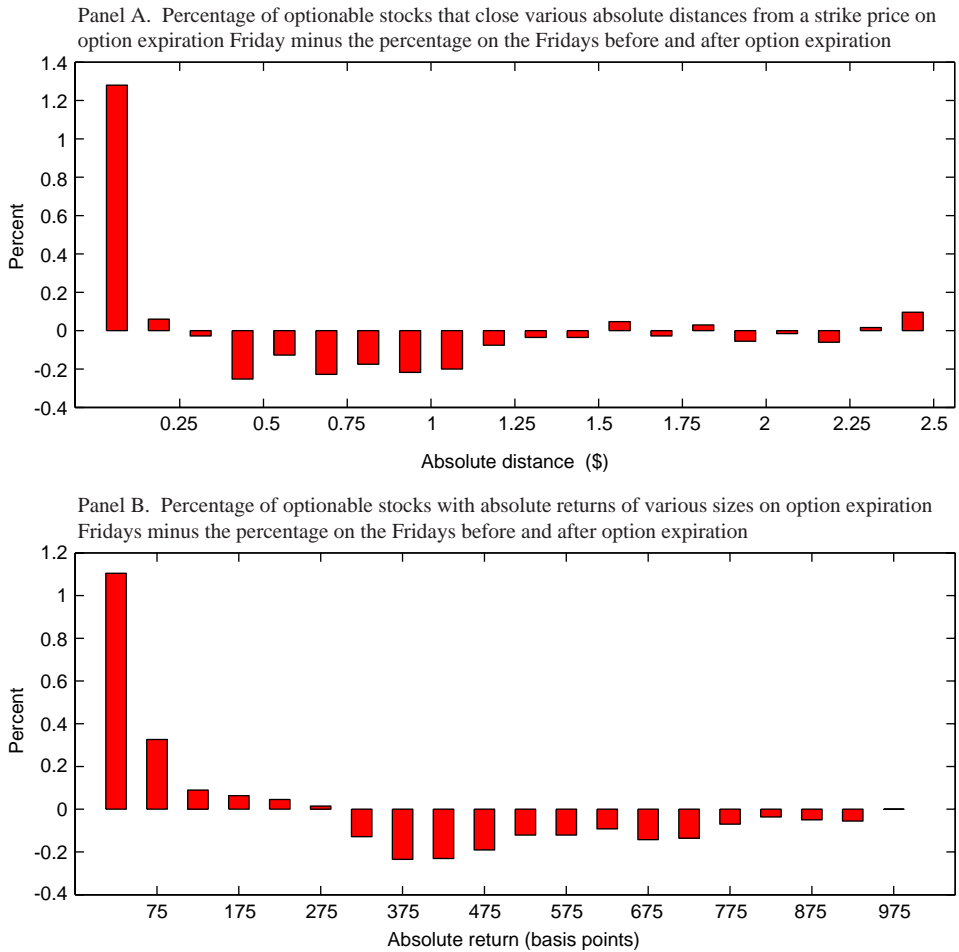 Panel A. Percentage of optionable stocks that close various absolute distances from a strike price on
option expiration Friday minus the percentage on the Fridays before and after option expiration
1.4
1.2
1
0.8
0.6
0.4
0.2
0
-0.2
-0.4
Percent
0.25 0.5 0.75 1 1.25 1.5 1.75 2 2.25 2.5
Absolute distance ($)
Panel B. Percentage of optionable stocks with absolute returns of various sizes on option expiration
Fridays minus the percentage on the Fridays before and after option expiration
1.2
1
0.8
0.6
0.4
0.2
0
-0.2
-0.4
Percent
75 175 275 375 475 575 675 775 875 975
Absolute return (basis points)